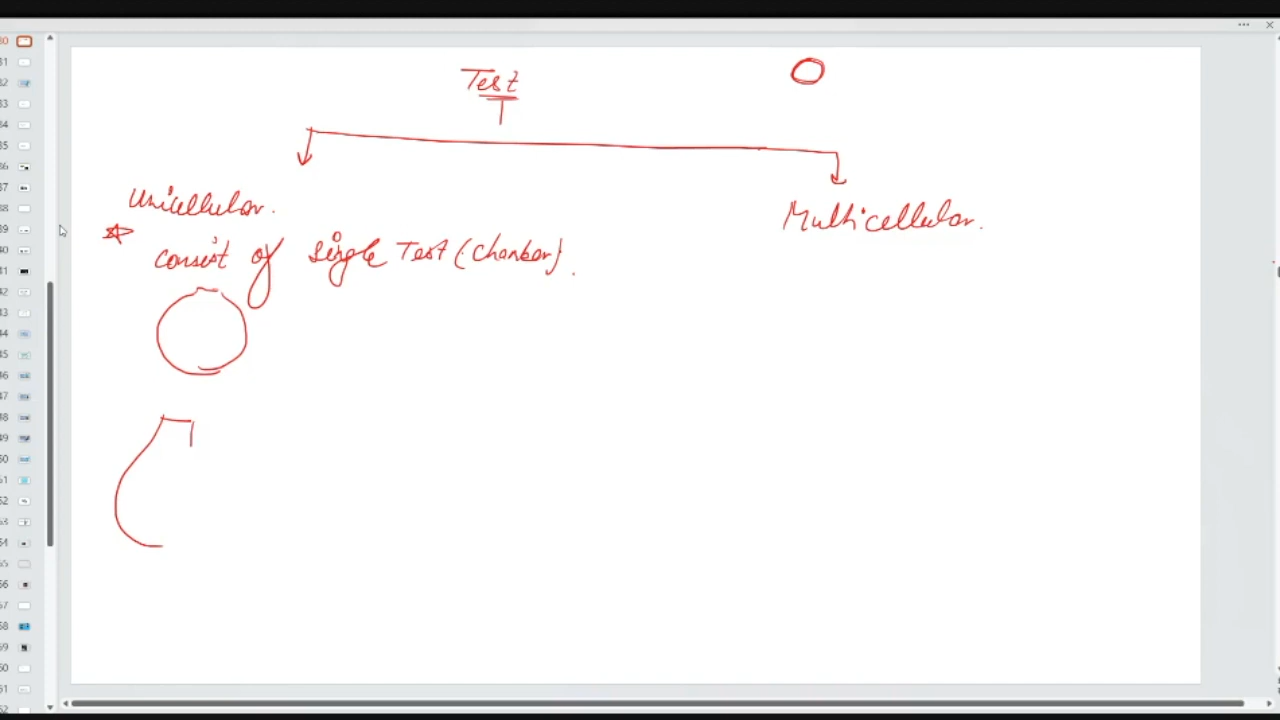 Test
Unicellular.
Multicellular.
consist of single Test (Chamber).